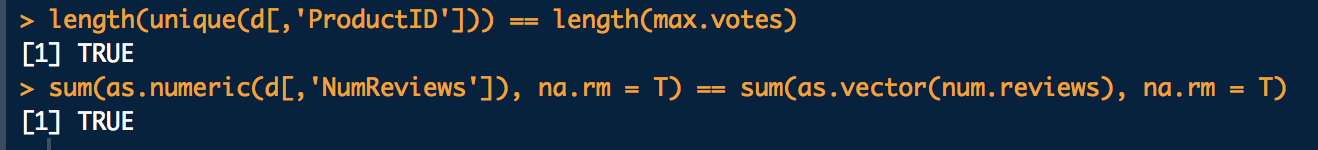 > length(unique(d[,'ProductID'])) == length(max.votes)
[1] TRUE
> sum(as.numeric(d[,'NumReviews']), na.rm = T) == sum(as.vector(num.reviews), na.rm = T)
[1] TRUE